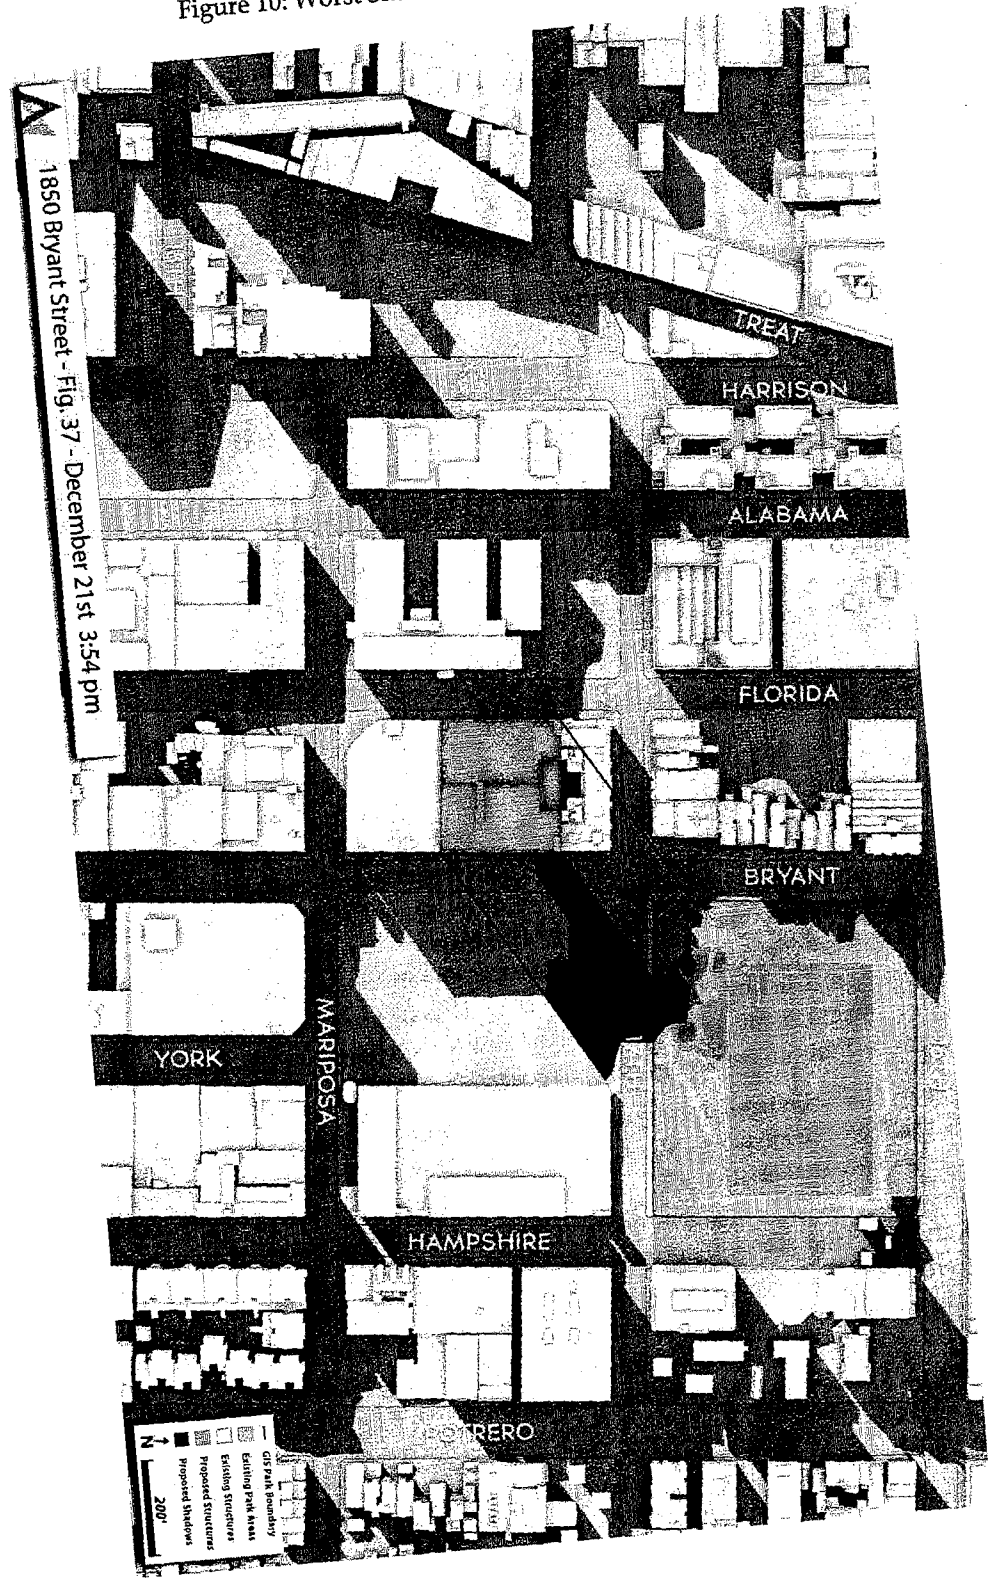 Figure 10: Worst
1850 Bryant Street - Fig. 37 - December 21st 3:54 pm
TREAT
HARRISON
ALABAMA
FLORIDA
BRYANT
MARIPOSA
YORK
HAMPSHIRE
GIS Park Boundary
Existing Park Areas
Existing Structures
Proposed Structures
Proposed Shadows
N
200'